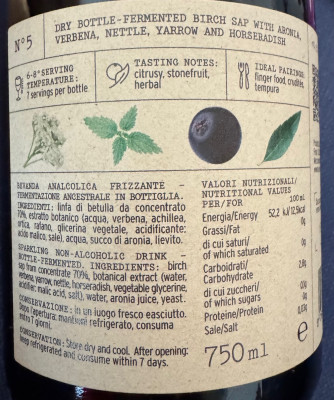 Nº5
DRY BOTTLE-FERMENTED BIRCH SAP WITH ARONIA,
VERBENA, NETTLE, YARROW AND HORSERADISH
6-8° SERVING
TEMPERATURE:
7 servings per bottle
TASTING NOTES:
citrusy, stonefruit,
herbal
IDEAL PAIRINGS:
finger food, crudités,
tempura
BEVANDA ANALCOLICA FRIZZANTE -
FERMENTAZIONE ANCESTRALE IN BOTTIGLIA.
INGREDIENTI: linfa di betulla da concentrato
70%, estratto botanico (acqua, verbena, achillea,
ortica, rafano, glicerina vegetale, acidificante:
acido malico, sale), acqua, succo di aronia, lievito.
SPARKLING NON-ALCOHOLIC DRINK -
BOTTLE-FERMENTED. INGREDIENTS: birch
sap from concentrate 70%, botanical extract (water,
verbena, yarrow, nettle, horseradish, vegetable glycerine,
acidifier: malic acid, salt), water, aronia juice, yeast.
CONSERVAZIONE: In un luogo fresco easciutto.
Dopo l'apertura: mantieni refrigerato, consuma
entro 7 giorni.
CONSERVATION: Store dry and cool. After opening:
keep refrigerated and consume within 7 days.
VALORI NUTRIZIONALI/
NUTRITIONAL VALUES
PER/FOR 100 mL
Energia/Energy 52,2 kJ/12,5kcal
Grassi/Fat 0g
di cui saturi/
of which saturated 0g
Carboidrati/
Carbohydrate 2,8g
di cui zuccheri/
of which sugars
Proteine/Protein
Sale/Salt
750ml e